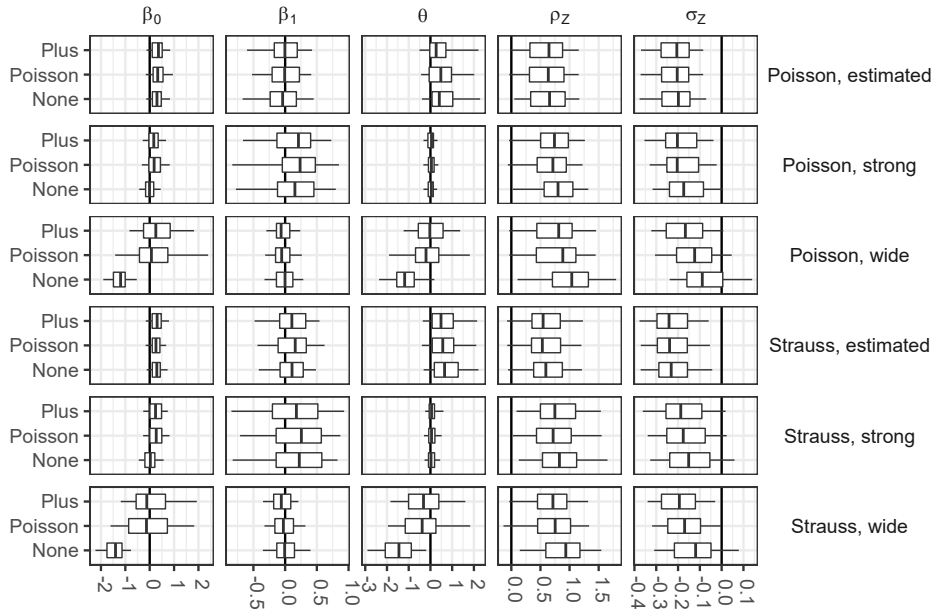 β0 β1 θ ρZ σZ
Plus
Poisson
None
Poisson, estimated
Plus
Poisson
None
Poisson, strong
Plus
Poisson
None
Poisson, wide
Plus
Poisson
None
Strauss, estimated
Plus
Poisson
None
Strauss, strong
Plus
Poisson
None
Strauss, wide
-2 -1 0 1 2 -0.5 0.0 0.5 1.0 -3 -2 -1 0 1 2 0.0 0.5 1.0 1.5 -0.4 -0.3 -0.2 -0.1 0.0 0.1